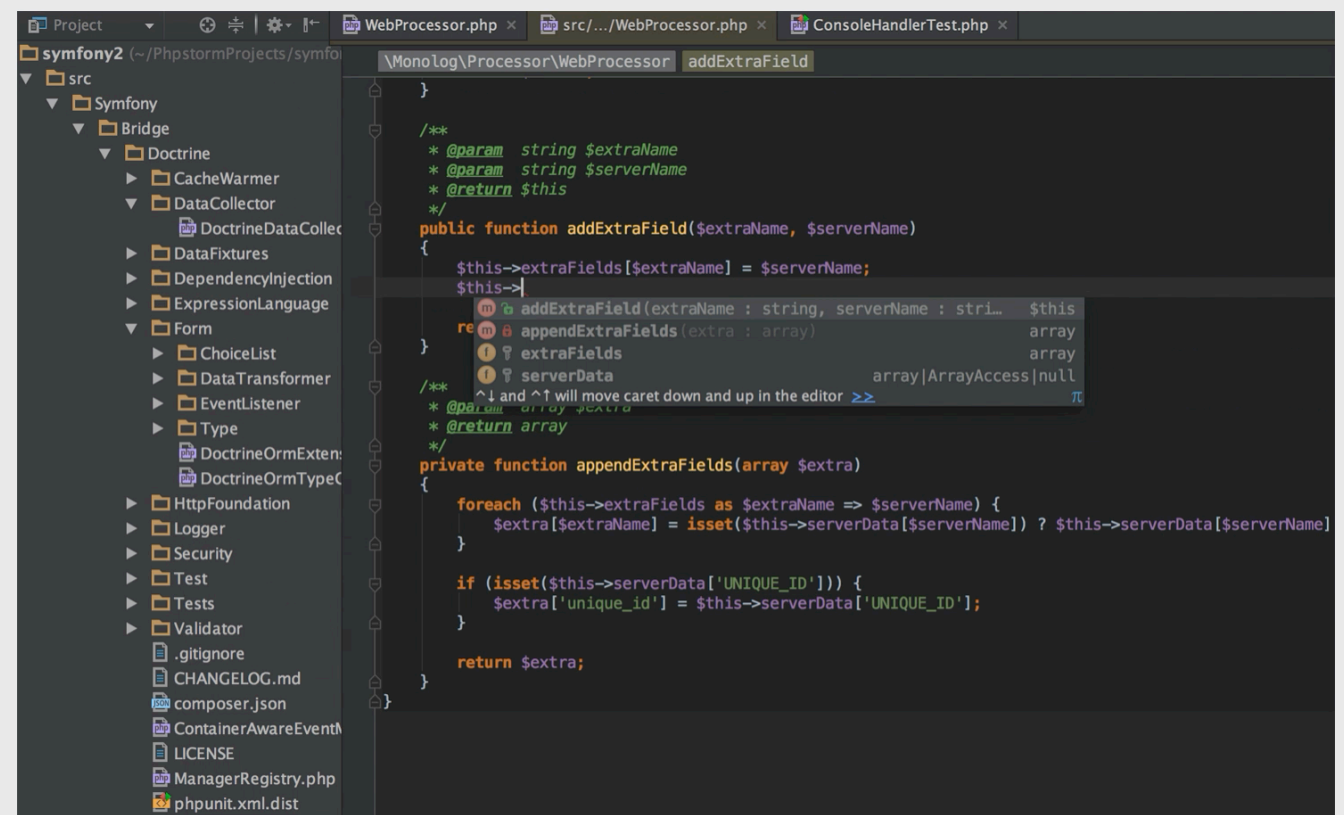 Project
WebProcessor.php
src/.../WebProcessor.php
ConsoleHandlerTest.php
symfony2 (~/PhpstormProjects/symfo
src
Symfony
Bridge
Doctrine
CacheWarmer
DataCollector
DoctrineDataCollec
DataFixtures
DependencyInjection
ExpressionLanguage
Form
ChoiceList
DataTransformer
EventListener
Type
DoctrineOrmExten
DoctrineOrmTypeG
HttpFoundation
Logger
Security
Test
Tests
Validator
.gitignore
CHANGELOG.md
composer.json
ContainerAwareEventM
LICENSE
ManagerRegistry.php
phpunit.xml.dist
\Monolog\Processor\WebProcessor addExtraField
}
/**
* @param string $extraName
* @param string $serverName
* @return $this
*/
public function addExtraField($extraName, $serverName)
{
$this->extraFields[$extraName] = $serverName;
$this->
addExtraField(extraName : string, serverName : stri… $this
re
appendExtraFields(extra : array) array
}
extraFields array
serverData array|ArrayAccess|null
/**
^↓ and ^↑ will move caret down and up in the editor >> π
* @param array $extra
* @return array
*/
private function appendExtraFields(array $extra)
{
foreach ($this->extraFields as $extraName => $serverName) {
$extra[$extraName] = isset($this->serverData[$serverName]) ? $this->serverData[$serverName]
}
if (isset($this->serverData['UNIQUE_ID'])) {
$extra['unique_id'] = $this->serverData['UNIQUE_ID'];
}
return $extra;
}
}